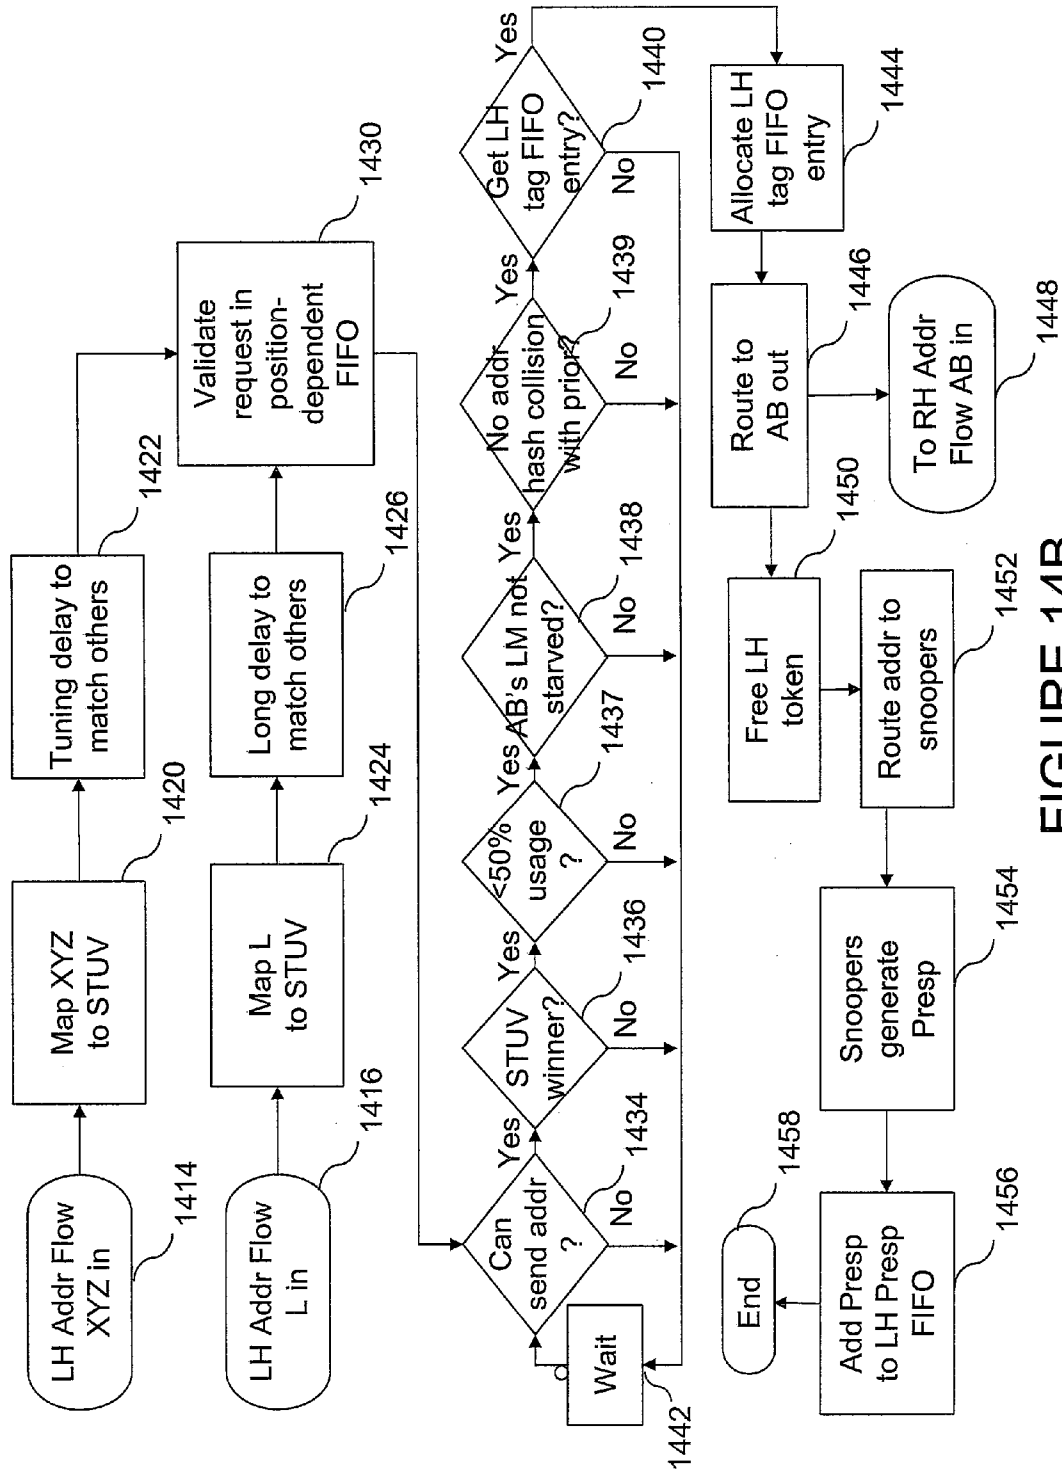 LH Addr Flow
XYZ in
1414
Map XYZ
to STUV
1420
Tuning delay to
match others
1422
LH Addr Flow
L in
1416
Map L
to STUV
1424
Long delay to
match others
1426
Validate
request in
position-
dependent
FIFO
1430
Can
send addr
?
Yes
No
1434
STUV
winner?
Yes
No
1436
<50%
usage
?
Yes
No
1437
AB's LM not
starved?
Yes
No
1438
No addr
hash collision
with prior?
Yes
No
1439
Get LH
tag FIFO
entry?
Yes
No
1440
Wait
1442
Allocate LH
tag FIFO
entry
1444
Route to
AB out
1446
To RH Addr
Flow AB in
1448
Free LH
token
1450
Route addr to
snoopers
1452
Snoopers
generate
Presp
1454
Add Presp
to LH Presp
FIFO
1456
End
1458
FIGURE 14B